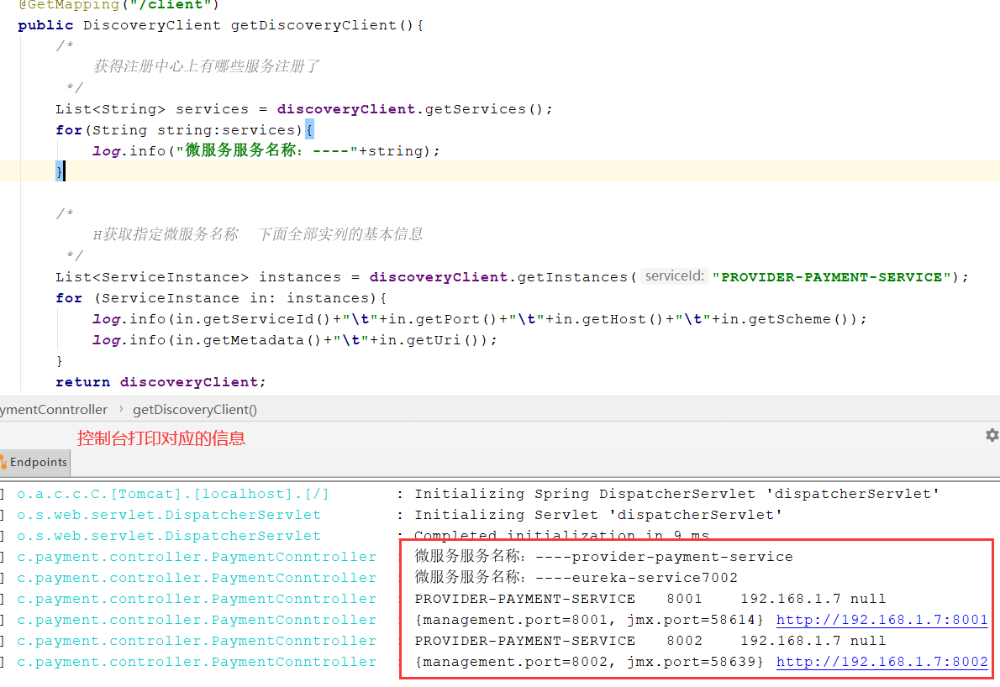 @GetMapping("/client")
public DiscoveryClient getDiscoveryClient(){
/*
获得注册中心上有哪些服务注册了
*/
List<String> services = discoveryClient.getServices();
for(String string:services){
log.info("微服务服务名称：----"+string);
}
/*
H获取指定微服务名称  下面全部实列的基本信息
*/
List<ServiceInstance> instances = discoveryClient.getInstances( serviceId: "PROVIDER-PAYMENT-SERVICE");
for (ServiceInstance in: instances){
log.info(in.getServiceId()+"\t"+in.getPort()+"\t"+in.getHost()+"\t"+in.getScheme());
log.info(in.getMetadata()+"\t"+in.getUri());
}
return discoveryClient;
ymentConntroller › getDiscoveryClient()
控制台打印对应的信息
Endpoints
] o.a.c.c.C.[Tomcat].[localhost].[/] : Initializing Spring DispatcherServlet 'dispatcherServlet'
] o.s.web.servlet.DispatcherServlet : Initializing Servlet 'dispatcherServlet'
] o.s.web.servlet.DispatcherServlet : Completed initialization in 9 ms
] c.payment.controller.PaymentConntroller : 微服务服务名称：----provider-payment-service
] c.payment.controller.PaymentConntroller : 微服务服务名称：----eureka-service7002
] c.payment.controller.PaymentConntroller : PROVIDER-PAYMENT-SERVICE 8001 192.168.1.7 null
] c.payment.controller.PaymentConntroller : {management.port=8001, jmx.port=58614} http://192.168.1.7:8001
] c.payment.controller.PaymentConntroller : PROVIDER-PAYMENT-SERVICE 8002 192.168.1.7 null
] c.payment.controller.PaymentConntroller : {management.port=8002, jmx.port=58639} http://192.168.1.7:8002